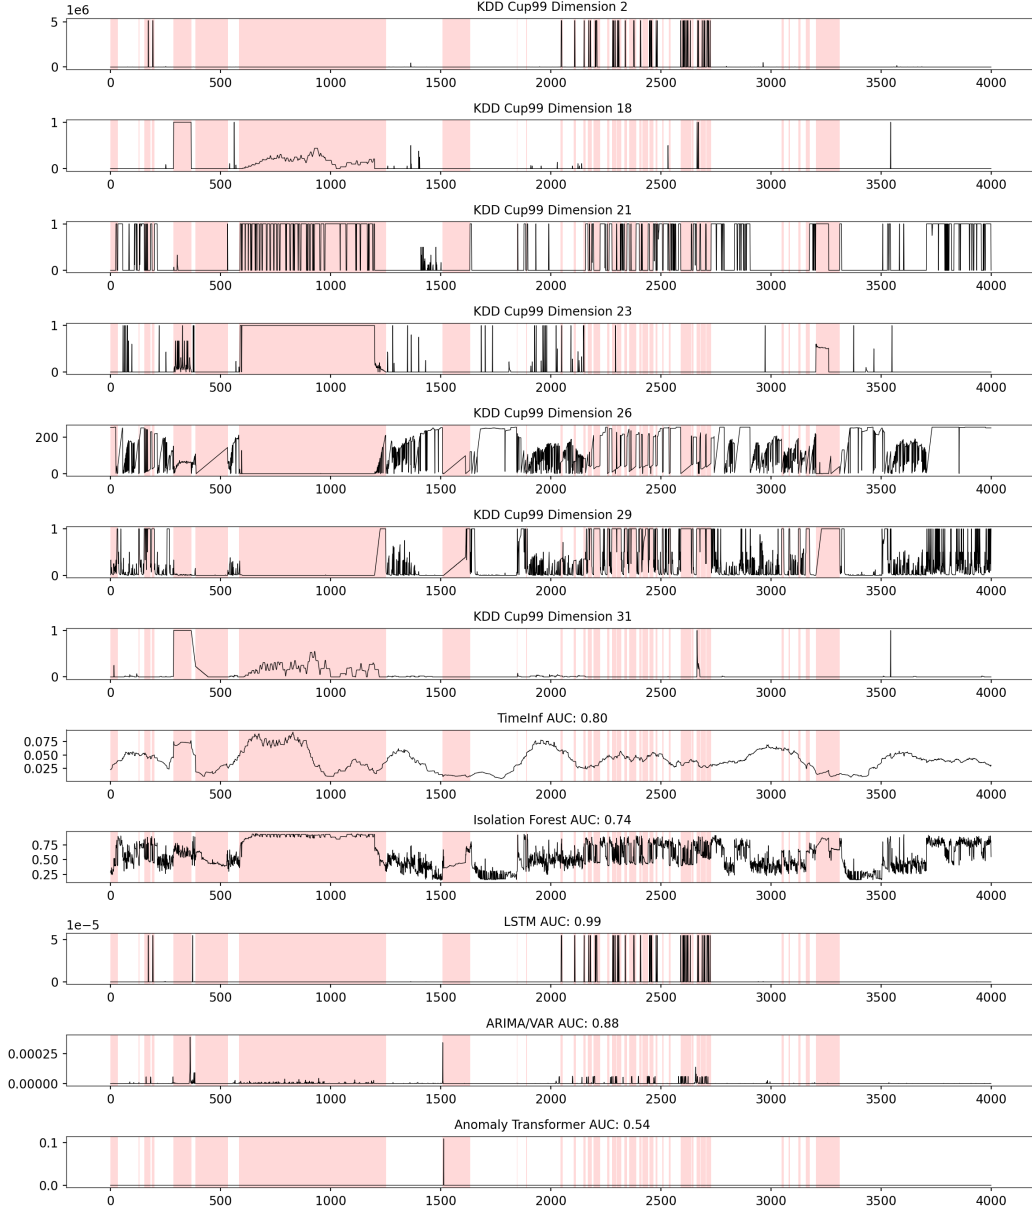 KDD Cup99 Dimension 2
1e6
5
0
0 500 1000 1500 2000 2500 3000 3500 4000
KDD Cup99 Dimension 18
1
0
0 500 1000 1500 2000 2500 3000 3500 4000
KDD Cup99 Dimension 21
1
0
0 500 1000 1500 2000 2500 3000 3500 4000
KDD Cup99 Dimension 23
1
0
0 500 1000 1500 2000 2500 3000 3500 4000
KDD Cup99 Dimension 26
200
0
0 500 1000 1500 2000 2500 3000 3500 4000
KDD Cup99 Dimension 29
1
0
0 500 1000 1500 2000 2500 3000 3500 4000
KDD Cup99 Dimension 31
1
0
0 500 1000 1500 2000 2500 3000 3500 4000
TimeInf AUC: 0.80
0.075
0.050
0.025
0 500 1000 1500 2000 2500 3000 3500 4000
Isolation Forest AUC: 0.74
0.75
0.50
0.25
0 500 1000 1500 2000 2500 3000 3500 4000
LSTM AUC: 0.99
1e−5
5
0
0 500 1000 1500 2000 2500 3000 3500 4000
ARIMA/VAR AUC: 0.88
0.00025
0.00000
0 500 1000 1500 2000 2500 3000 3500 4000
Anomaly Transformer AUC: 0.54
0.1
0.0
0 500 1000 1500 2000 2500 3000 3500 4000